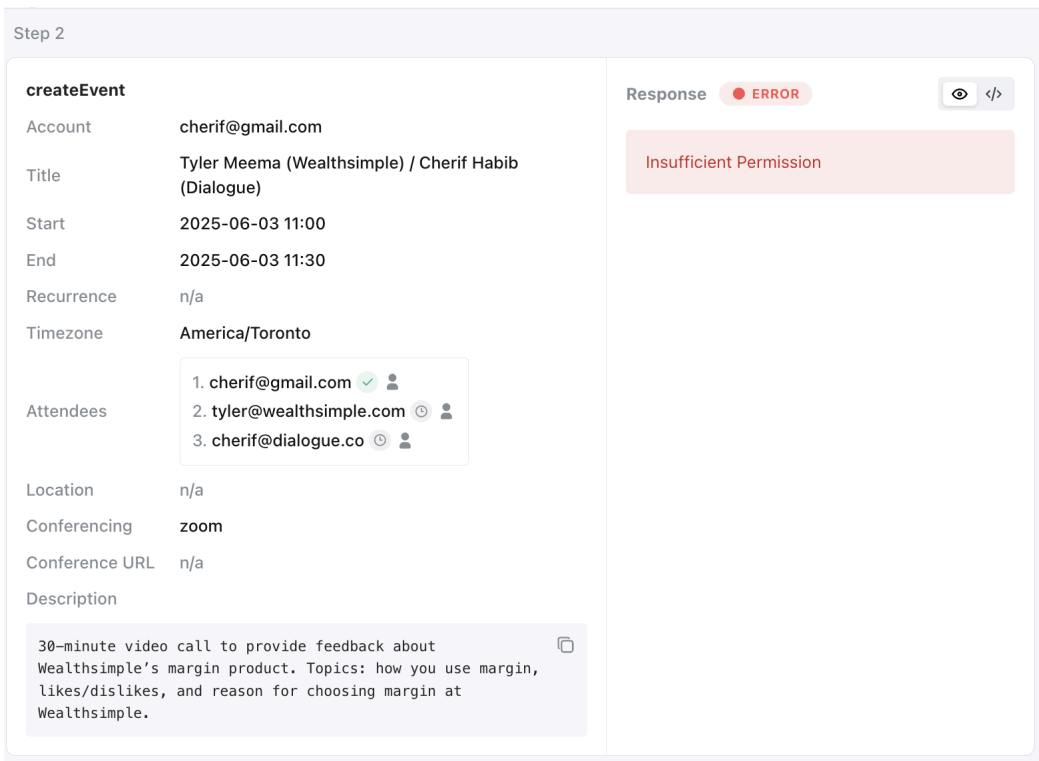 Step 2
createEvent
Account cherif@gmail.com
Title Tyler Meema (Wealthsimple) / Cherif Habib
(Dialogue)
Start 2025-06-03 11:00
End 2025-06-03 11:30
Recurrence n/a
Timezone America/Toronto
Attendees
1. cherif@gmail.com
2. tyler@wealthsimple.com
3. cherif@dialogue.co
Location n/a
Conferencing zoom
Conference URL n/a
Description
30-minute video call to provide feedback about
Wealthsimple’s margin product. Topics: how you use margin,
likes/dislikes, and reason for choosing margin at
Wealthsimple.
Response ERROR </>
Insufficient Permission